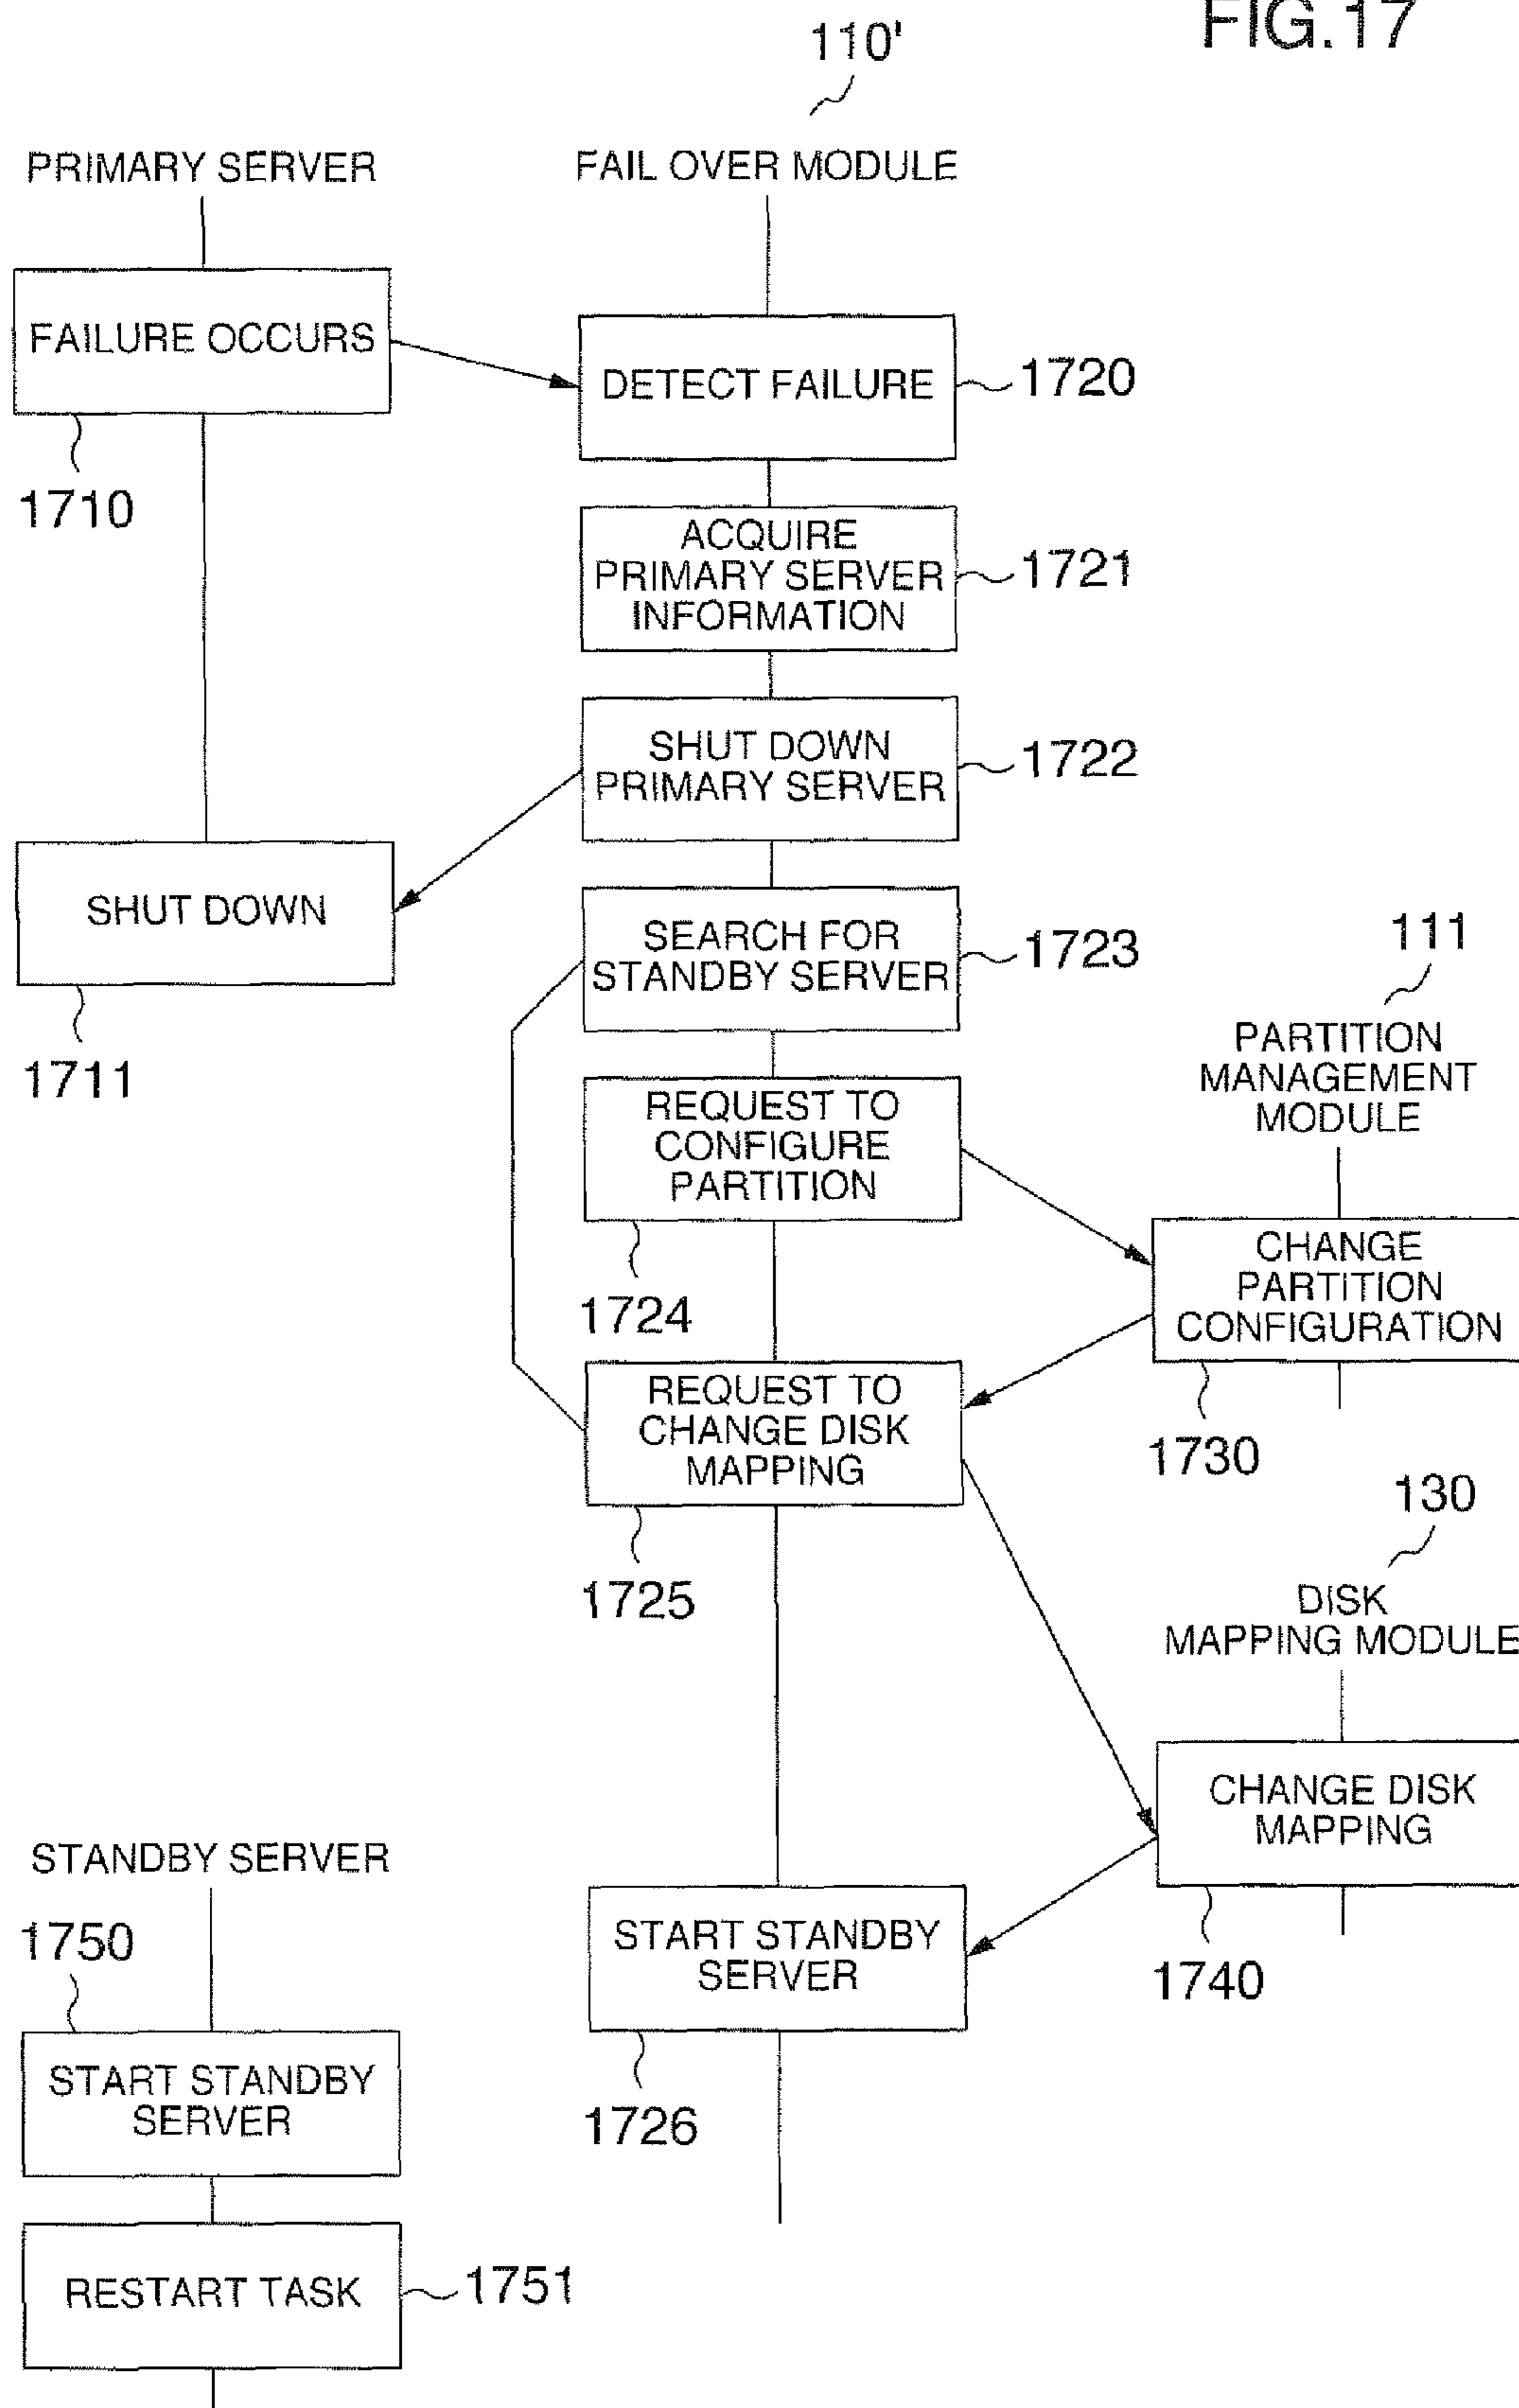 FIG.17
110'
PRIMARY SERVER
FAIL OVER MODULE
FAILURE OCCURS
DETECT FAILURE
1720
1710
ACQUIRE
PRIMARY SERVER
INFORMATION
1721
SHUT DOWN
PRIMARY SERVER
1722
SHUT DOWN
1711
SEARCH FOR
STANDBY SERVER
1723
111
PARTITION
MANAGEMENT
MODULE
REQUEST TO
CONFIGURE
PARTITION
1724
CHANGE
PARTITION
CONFIGURATION
1730
REQUEST TO
CHANGE DISK
MAPPING
1725
130
DISK
MAPPING MODULE
CHANGE DISK
MAPPING
1740
STANDBY SERVER
1750
START STANDBY
SERVER
1726
START STANDBY
SERVER
RESTART TASK
1751